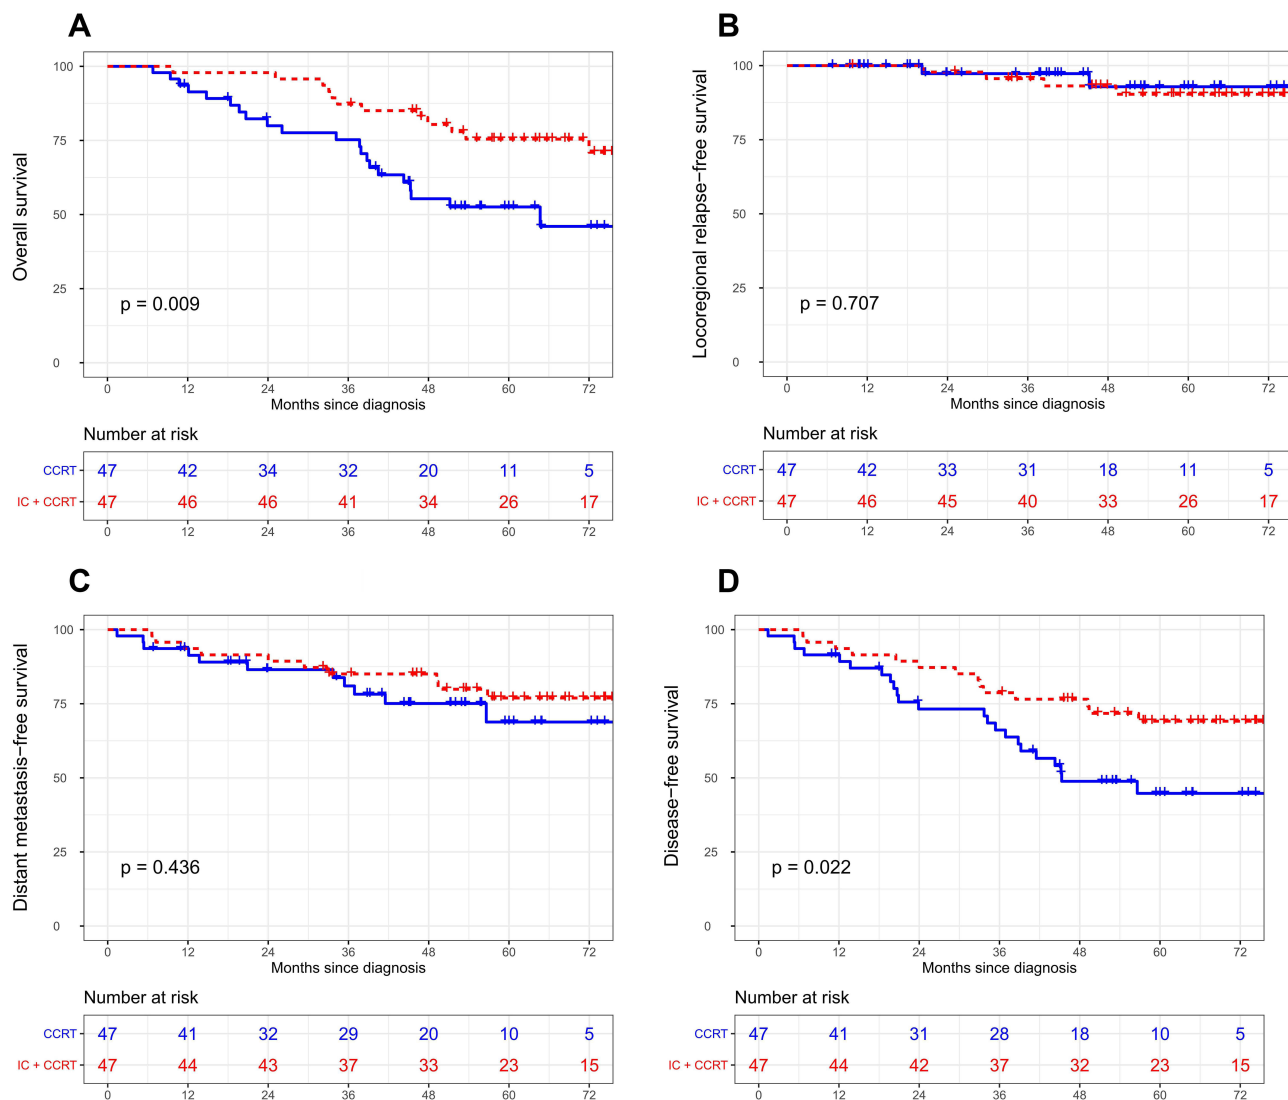 A
Overall survival
100
75
50
25
0
p = 0.009
0 12 24 36 48 60 72
Months since diagnosis
Number at risk
CCRT 47 42 34 32 20 11 5
IC + CCRT 47 46 46 41 34 26 17
0 12 24 36 48 60 72
B
Locoregional relapse−free survival
100
75
50
25
0
p = 0.707
0 12 24 36 48 60 72
Months since diagnosis
Number at risk
CCRT 47 42 33 31 18 11 5
IC + CCRT 47 46 45 40 33 26 17
0 12 24 36 48 60 72
C
Distant metastasis−free survival
100
75
50
25
0
p = 0.436
0 12 24 36 48 60 72
Months since diagnosis
Number at risk
CCRT 47 41 32 29 20 10 5
IC + CCRT 47 44 43 37 33 23 15
0 12 24 36 48 60 72
D
Disease−free survival
100
75
50
25
0
p = 0.022
0 12 24 36 48 60 72
Months since diagnosis
Number at risk
CCRT 47 41 31 28 18 10 5
IC + CCRT 47 44 42 37 32 23 15
0 12 24 36 48 60 72